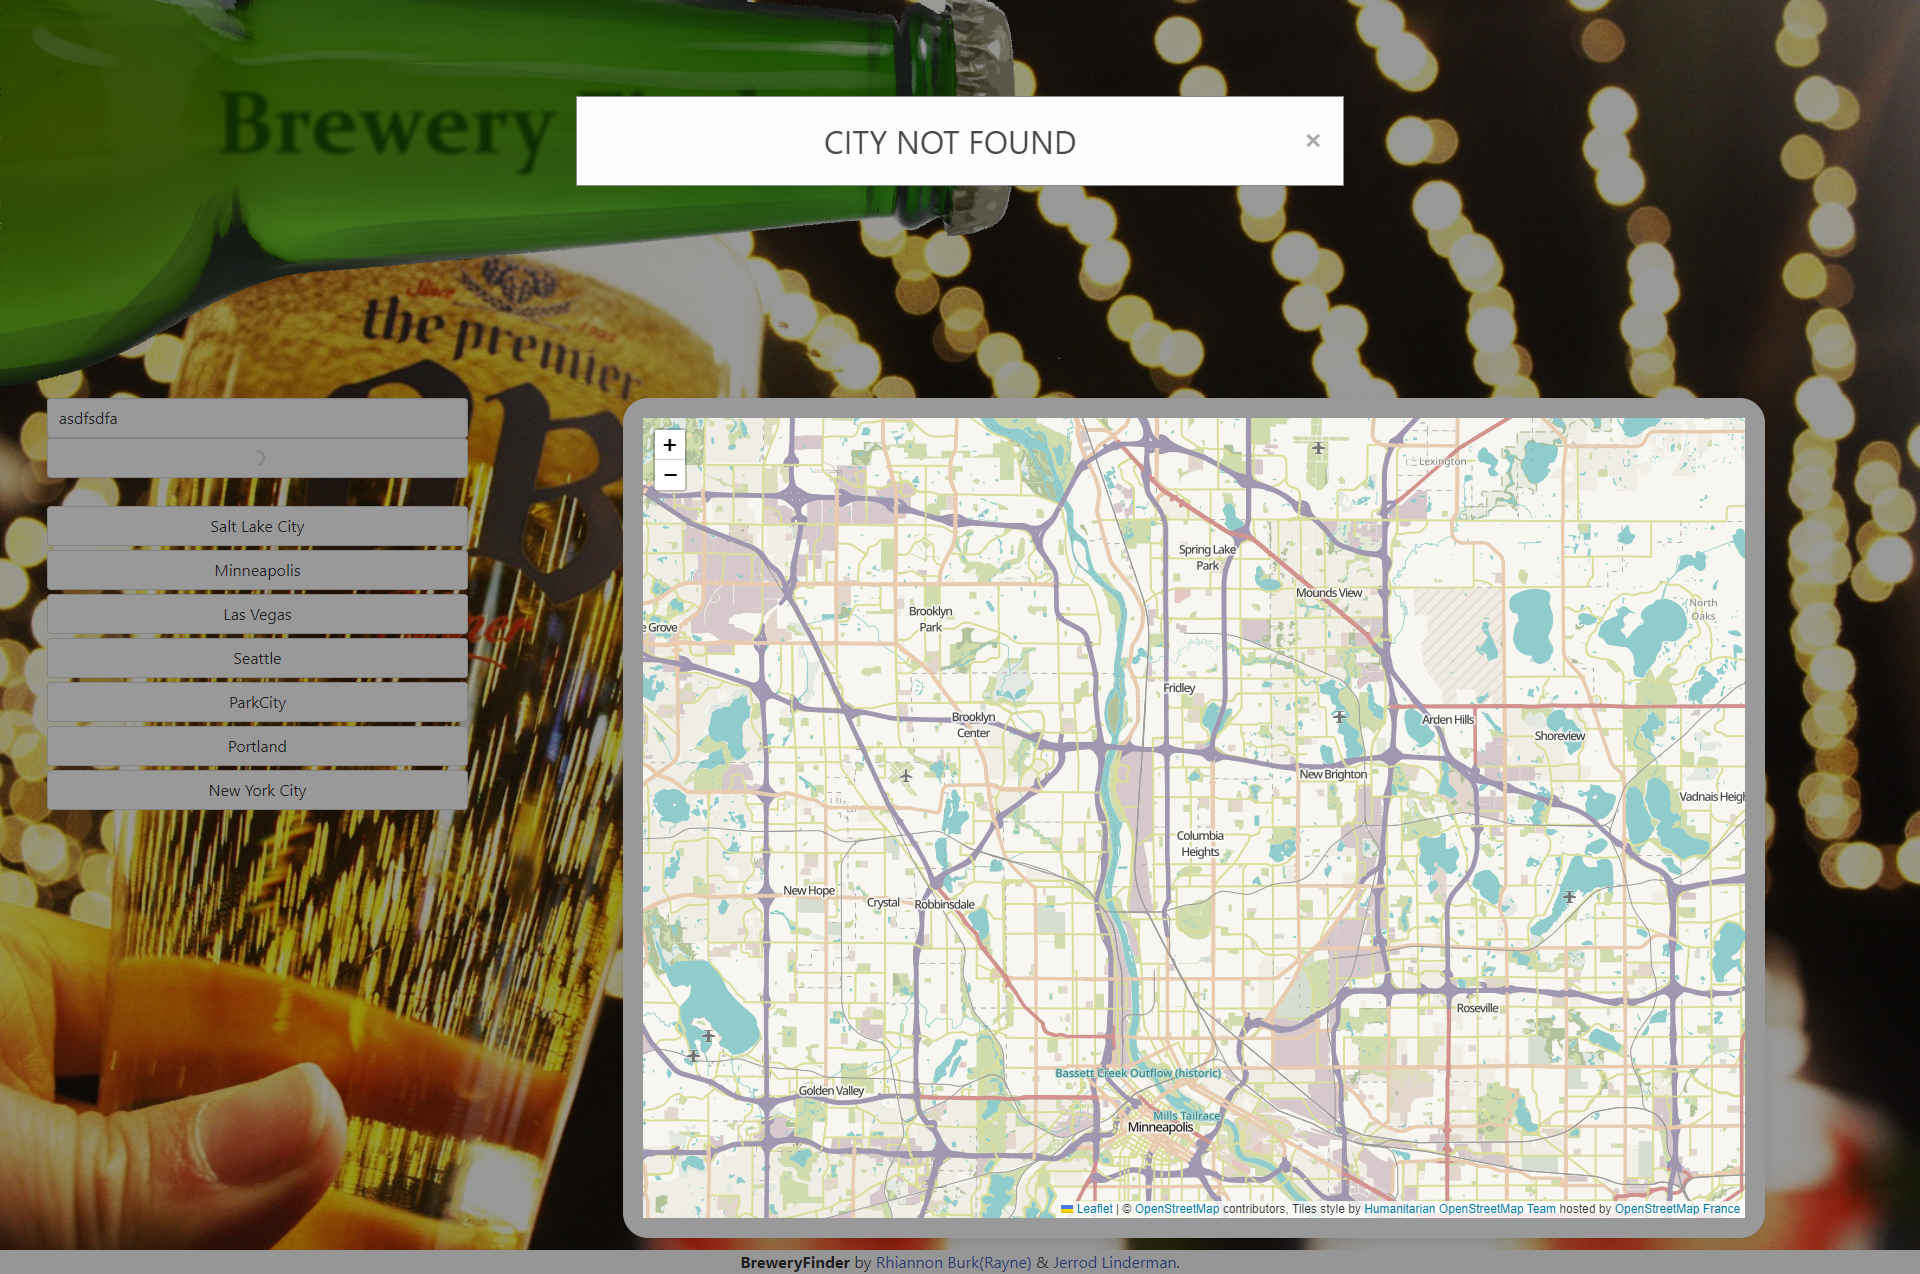 Brewery
CITY NOT FOUND
×
Since
1905
the premier
B
asdfsdfa
Salt Lake City
Minneapolis
Las Vegas
Seattle
ParkCity
Portland
New York City
+
−
Lexington
Spring Lake
Park
Mounds View
North
Oaks
Brooklyn
Park
e Grove
Fridley
Brooklyn
Center
Arden Hills
Shoreview
New Brighton
Vadnais Heigh
Columbia
Heights
New Hope
Crystal
Robbinsdale
Roseville
Bassett Creek Outflow (historic)
Golden Valley
Mills Tailrace
Minneapolis
Leaflet | © OpenStreetMap contributors, Tiles style by Humanitarian OpenStreetMap Team hosted by OpenStreetMap France
BreweryFinder by Rhiannon Burk(Rayne) & Jerrod Linderman.